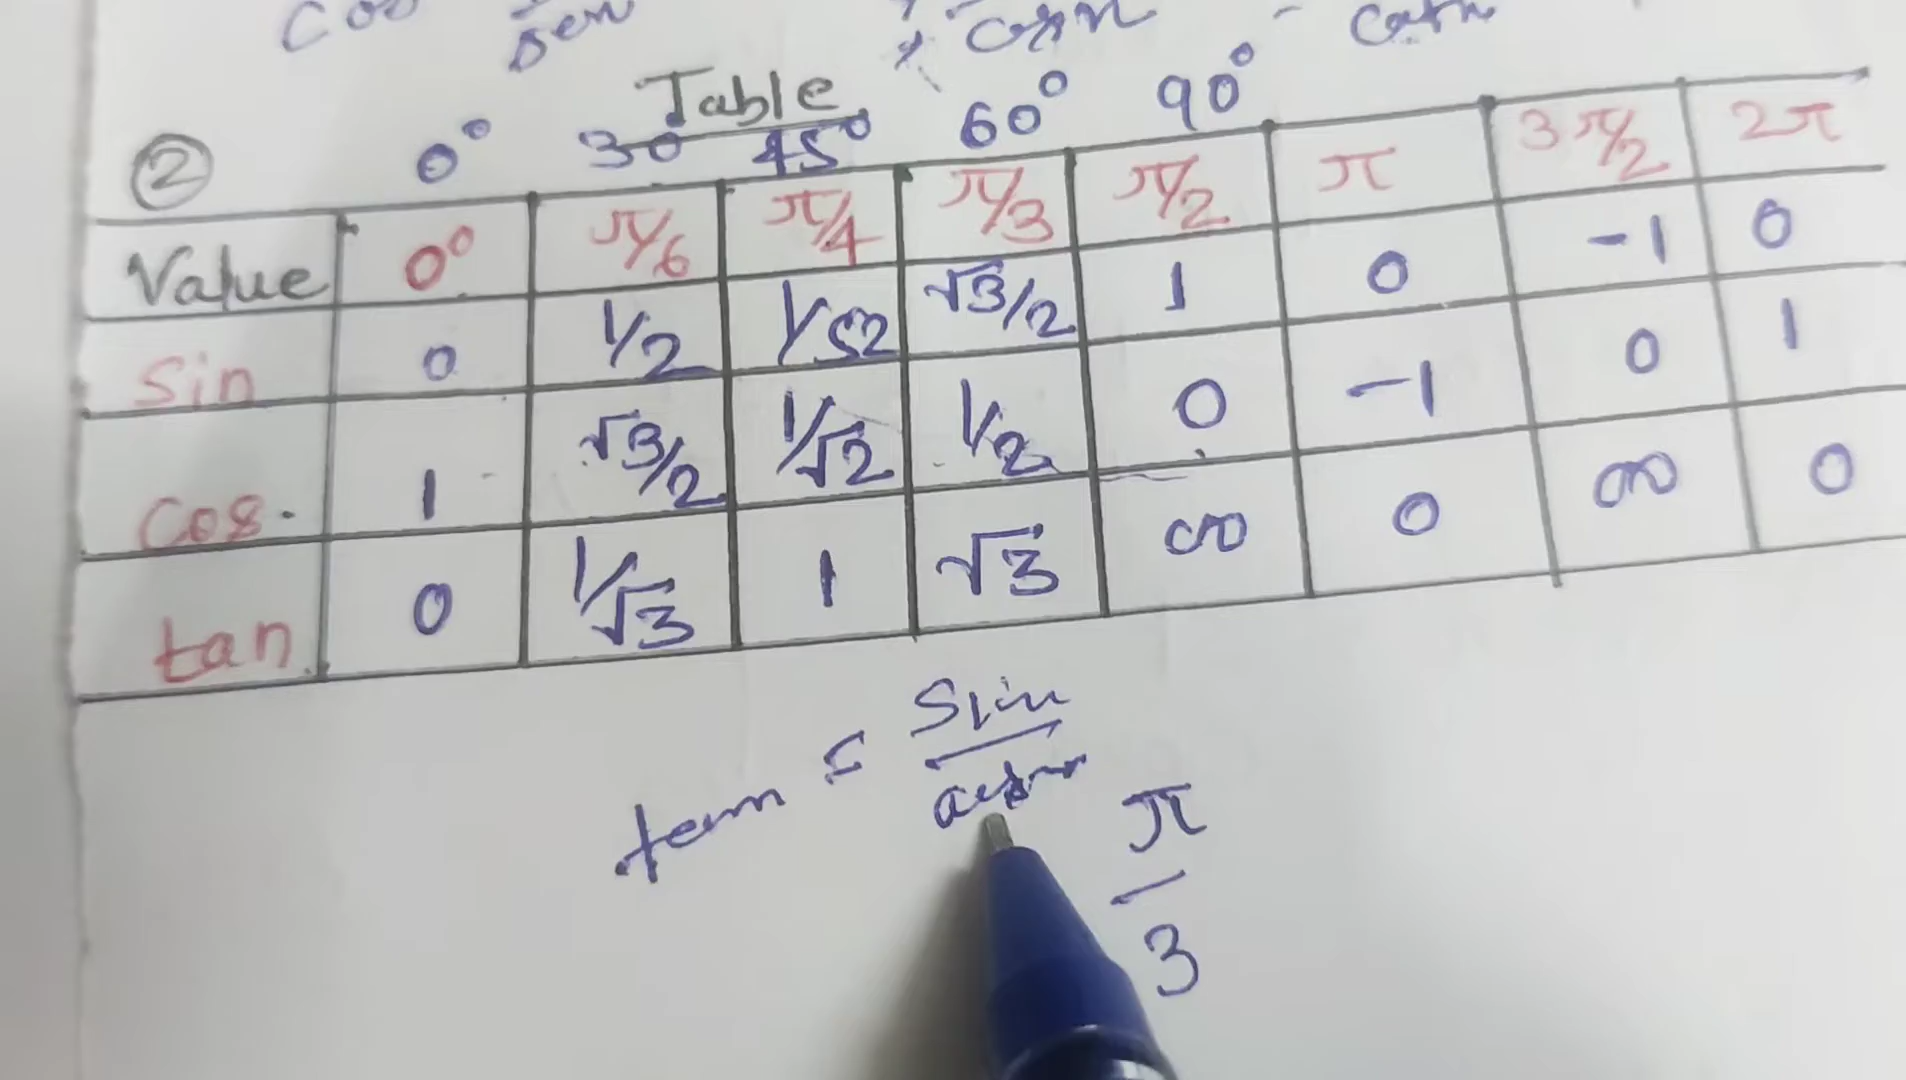 Table
② 0° 30 45° 60° 90°
Value 0° π/6 π/4 π/3 π/2 π 3π/2 2π
Sin 0 1/2 1/√2 √3/2 1 0 -1 0
Cos. 1 √3/2 1/√2 1/2 0 -1 0 1
tan 0 1/√3 1 √3 ∞ 0 ∞ 0
Sin
=
π
3